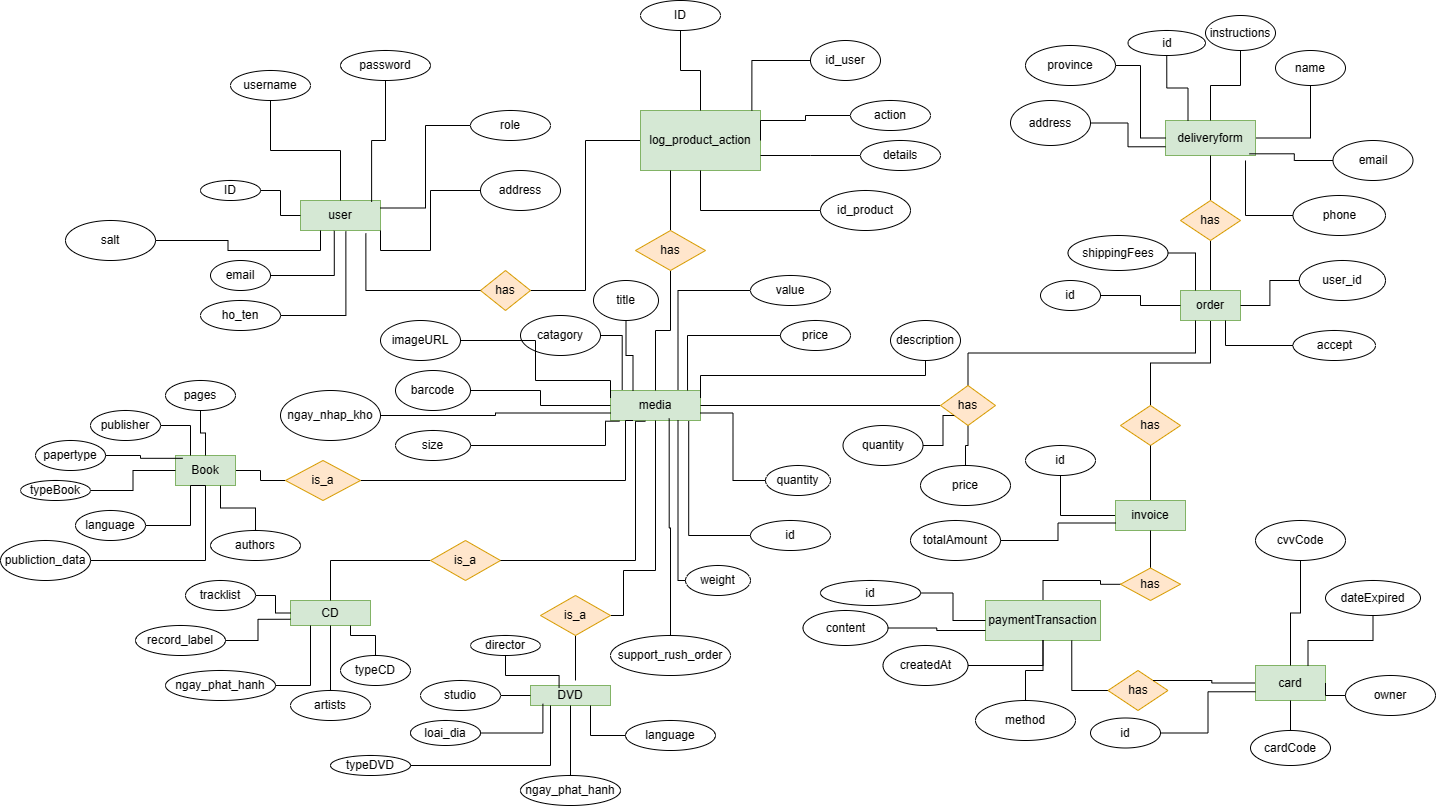 ID
instructions
id
id_user
password
province
name
username
action
address
role
log_product_action
deliveryform
details
email
ID
address
id_product
user
phone
has
salt
has
shippingFees
email
user_id
has
value
title
id
order
ho_ten
catagory
price
imageURL
description
accept
barcode
pages
media
has
ngay_nhap_kho
publisher
has
size
quantity
papertype
id
Book
is_a
quantity
price
typeBook
invoice
language
id
totalAmount
cvvCode
authors
publiction_data
is_a
weight
has
tracklist
id
dateExpired
CD
is_a
paymentTransaction
content
record_label
director
support_rush_order
createdAt
typeCD
ngay_phat_hanh
card
has
studio
DVD
owner
artists
method
loai_dia
language
id
cardCode
typeDVD
ngay_phat_hanh